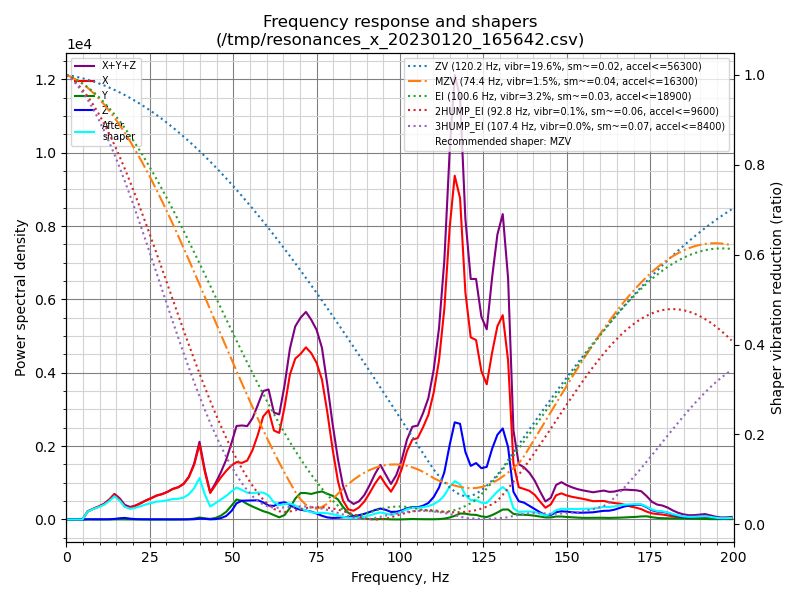 Frequency response and shapers
(/tmp/resonances_x_20230120_165642.csv)
1e4
X+Y+Z
X
Y
Z
After
shaper
ZV (120.2 Hz, vibr=19.6%, sm~=0.02, accel<=56300)
MZV (74.4 Hz, vibr=1.5%, sm~=0.04, accel<=16300)
EI (100.6 Hz, vibr=3.2%, sm~=0.03, accel<=18900)
2HUMP_EI (92.8 Hz, vibr=0.1%, sm~=0.06, accel<=9600)
3HUMP_EI (107.4 Hz, vibr=0.0%, sm~=0.07, accel<=8400)
Recommended shaper: MZV
Power spectral density
1.2
1.0
0.8
0.6
0.4
0.2
0.0
1.0
0.8
0.6
0.4
0.2
0.0
Shaper vibration reduction (ratio)
0 25 50 75 100 125 150 175 200
Frequency, Hz